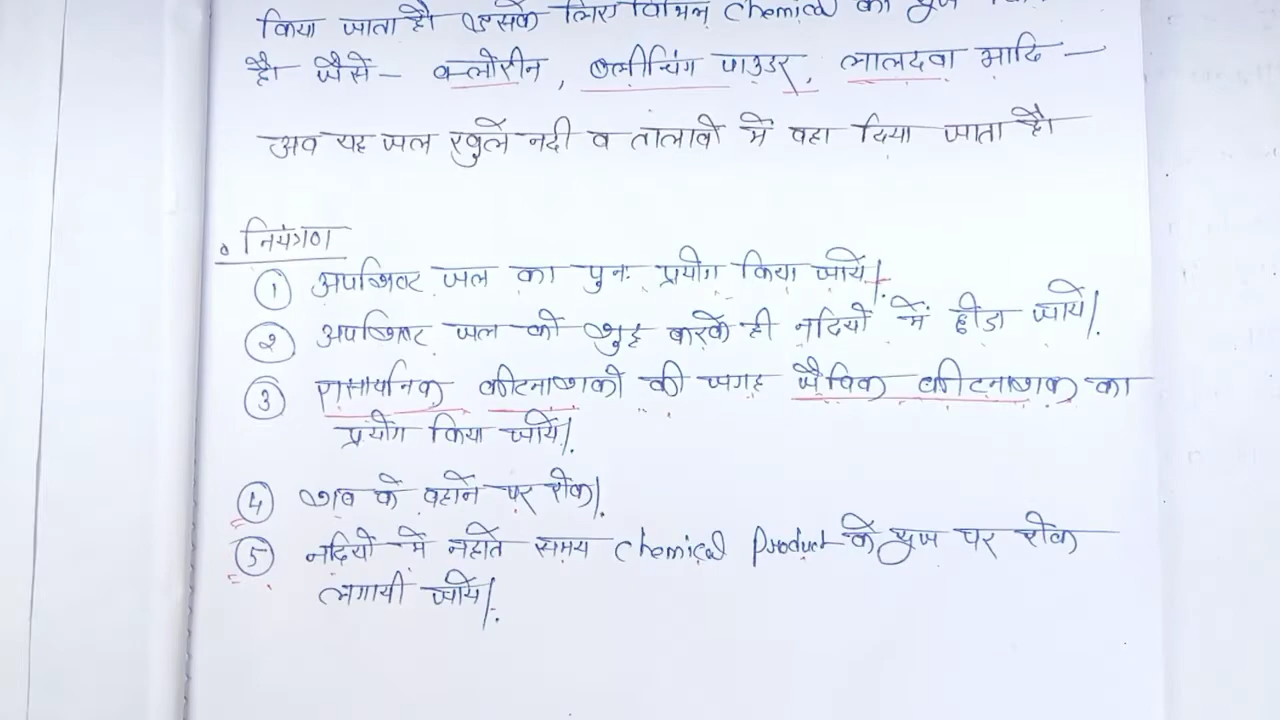 किया जाता है। इसके लिए विभिन्न Chemical का यूज
है। जैसे- क्लोरीन, ब्लीचिंग पाउडर, लालदवा आदि -
अब यह जल खुले नदी व तालाबो में बहा दिया जाता है।
नियंत्रण
① अपशिष्ट जल का पुनः प्रयोग किया जाये।
② अपशिष्ट जल को शुद्ध करके ही नदियों में छोडा जाये।
③ रासायनिक कीटनाशको की जगह जैविक कीटनाशक का
प्रयोग किया जाये।
④ शव के बहाने पर रोक।
⑤ नदियों में नहाते समय Chemical Product के यूज पर रोक
लगायी जाये।